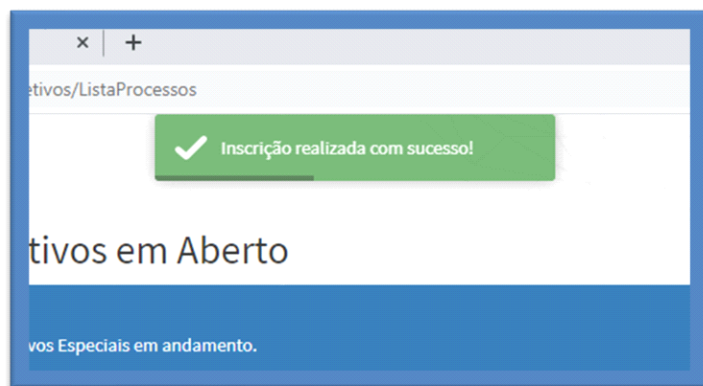 etivos/ListaProcessos
Inscrição realizada com sucesso!
tivos em Aberto
vos Especiais em andamento.